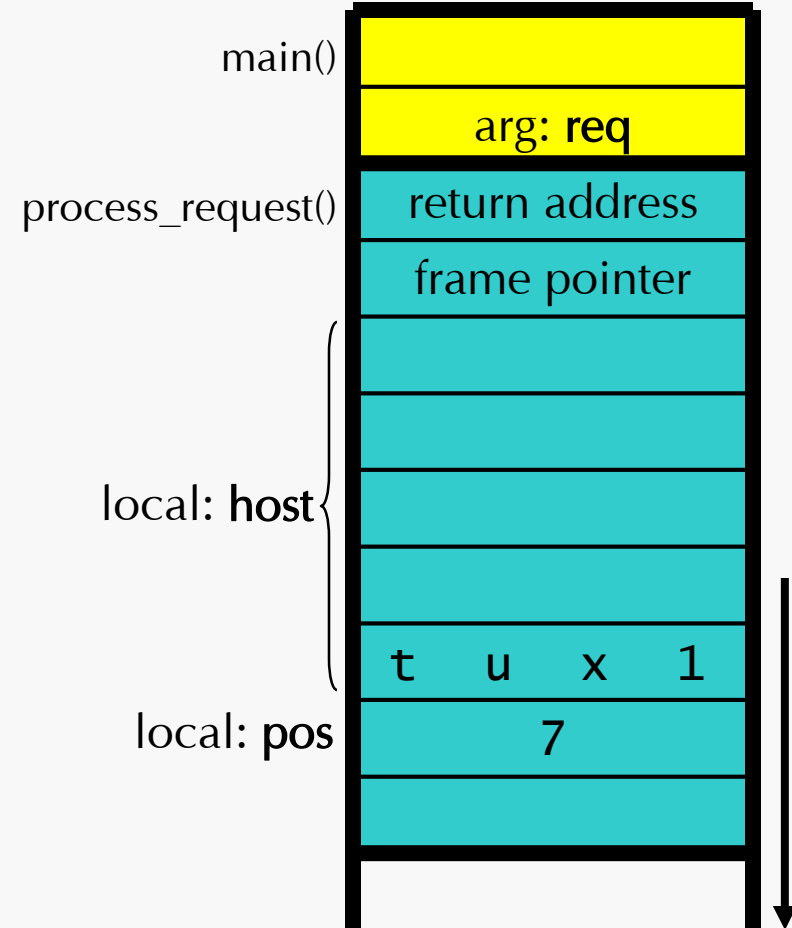 main()
arg: req
process_request()
return address
frame pointer
local: host
t u x 1
local: pos
7